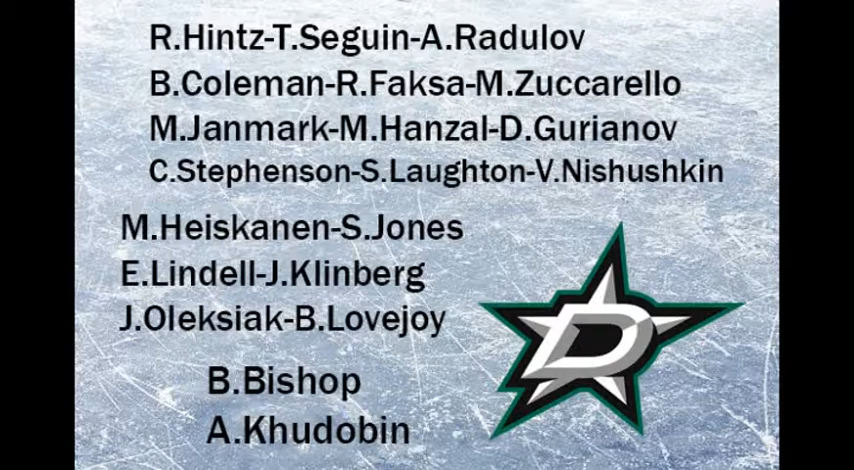 R.Hintz-T.Seguin-A.Radulov
B.Coleman-R.Faksa-M.Zuccarello
M.Janmark-M.Hanzal-D.Gurianov
C.Stephenson-S.Laughton-V.Nishushkin
M.Heiskanen-S.Jones
E.Lindell-J.Klinberg
J.Oleksiak-B.Lovejoy
B.Bishop
A.Khudobin
D